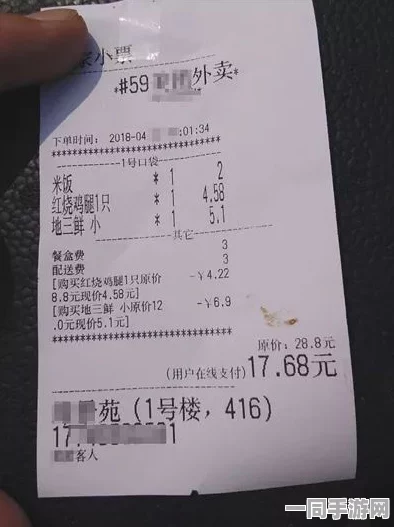 小票
*#59 外卖*
下单时间: 2018-04 :01:34
********************************
1号口袋
米饭 * 1 2
红烧鸡腿1只 * 1 4.58
地三鲜 小 * 1 5.1
其它
餐盒费 3
配送费 3
[购买红烧鸡腿1只原价 -￥4.22
8.8元现价4.58元]
[购买地三鲜 小原价12 -￥6.9
.0元现价5.1元]
********************************
原价: 28.8元
(用户在线支付)17.68元
苑 (1号楼, 416)
17 1
客人
一同手游网